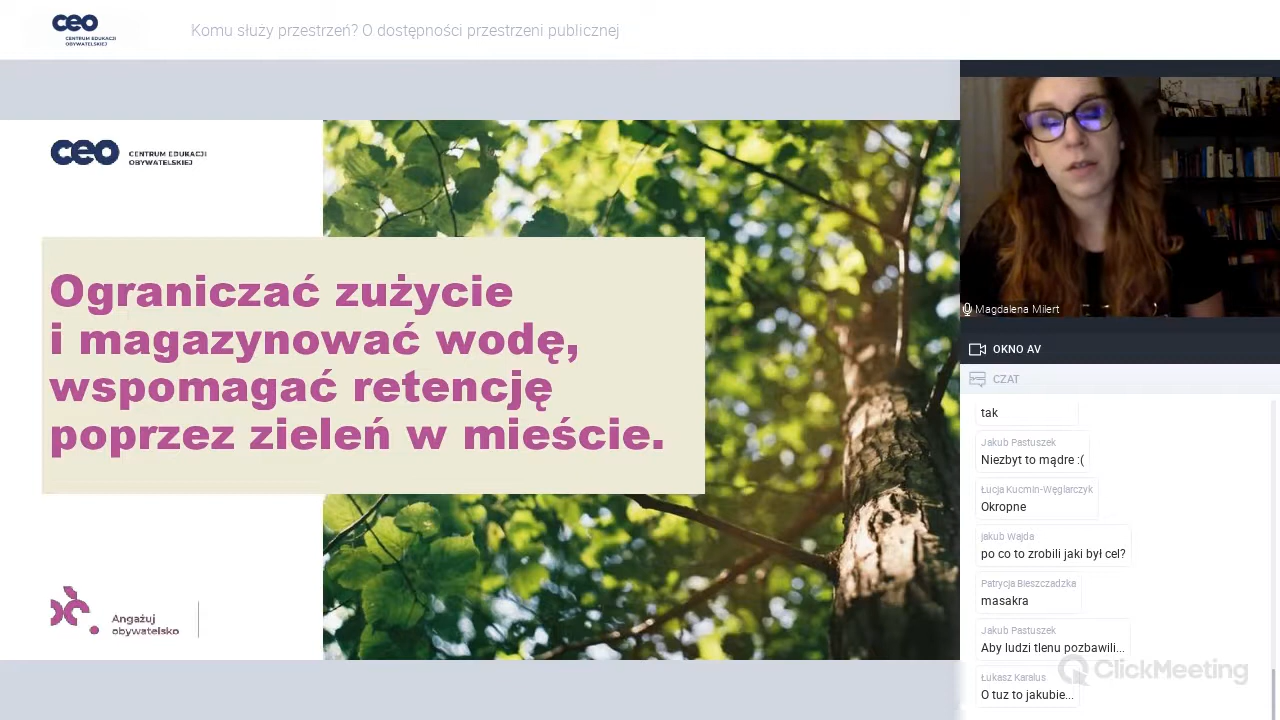 ceo
CENTRUM EDUKACJI
OBYWATELSKIEJ
Komu służy przestrzeń? O dostępności przestrzeni publicznej
ceo
CENTRUM EDUKACJI
OBYWATELSKIEJ
Ograniczać zużycie
i magazynować wodę,
wspomagać retencję
poprzez zieleń w mieście.
Angażuj
obywatelsko
Magdalena Milert
OKNO AV
CZAT
tak
Jakub Pastuszek
Niezbyt to mądre :(
Łucja Kucmin-Węglarczyk
Okropne
jakub Wajda
po co to zrobili jaki był cel?
Patrycja Bieszczadzka
masakra
Jakub Pastuszek
Aby ludzi tlenu pozbawili...
Łukasz Karalus
O tuz to jakubie...
ClickMeeting